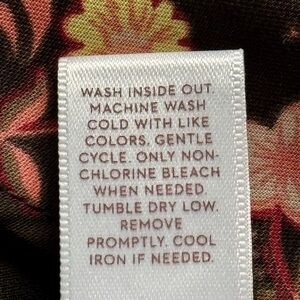 WASH INSIDE OUT.
MACHINE WASH
COLD WITH LIKE
COLORS, GENTLE
CYCLE. ONLY NON-
CHLORINE BLEACH
WHEN NEEDED.
TUMBLE DRY LOW.
REMOVE
PROMPTLY. COOL
IRON IF NEEDED.